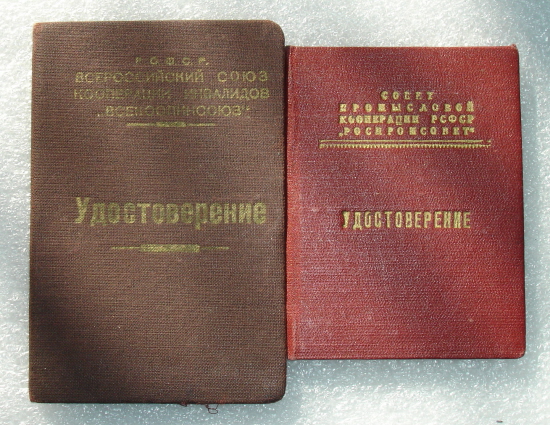 Р.С.Ф.С.Р.
ВСЕРОССИЙСКИЙ СОЮЗ
КООПЕРАЦИИ ИНВАЛИДОВ
„ВСЕКООПИНСОЮЗ"
Удостоверение
СОВЕТ
ПРОМЫСЛОВОЙ
КООПЕРАЦИИ РСФСР
„РОСПРОМСОВЕТ"
УДОСТОВЕРЕНИЕ